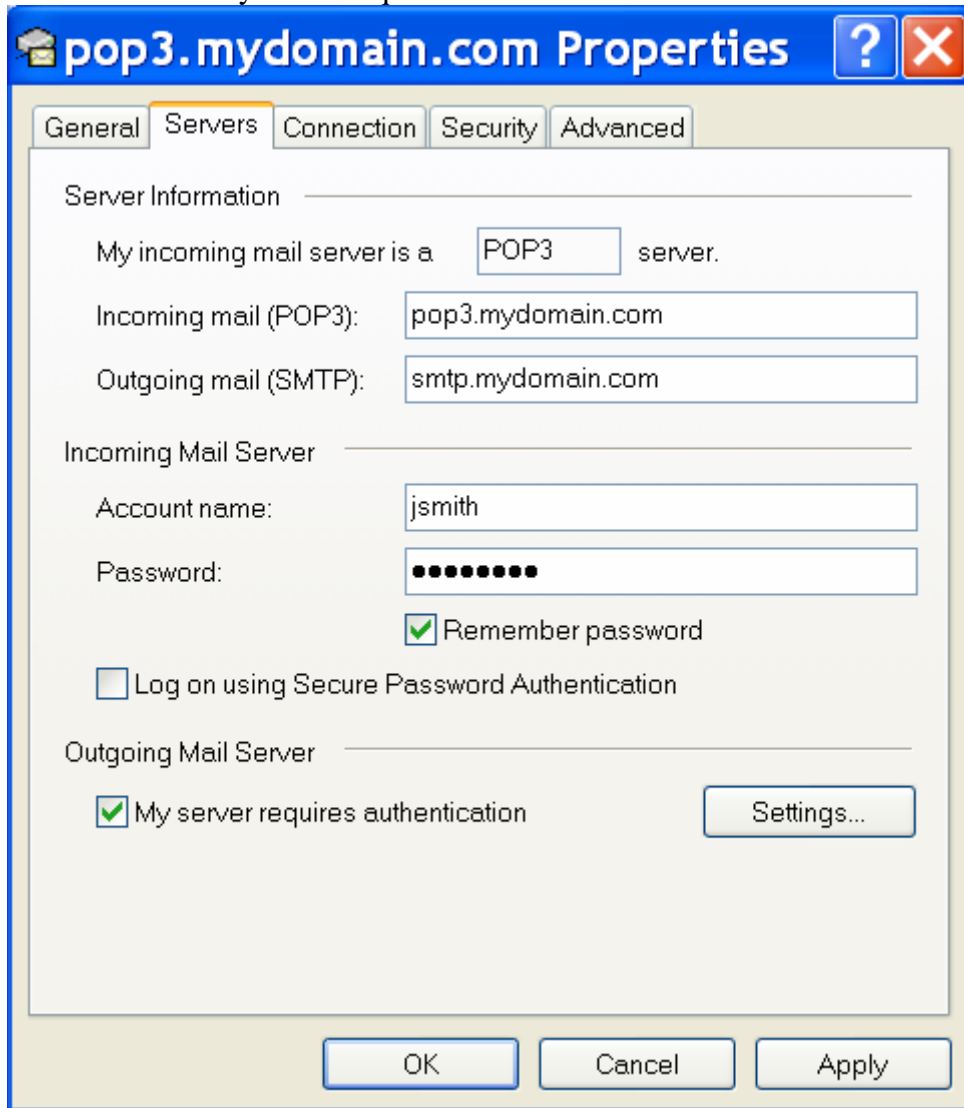 pop3.mydomain.com Properties
General Servers Connection Security Advanced
Server Information
My incoming mail server is a POP3 server.
Incoming mail (POP3): pop3.mydomain.com
Outgoing mail (SMTP): smtp.mydomain.com
Incoming Mail Server
Account name: jsmith
Password: ●●●●●●●●
Remember password
Log on using Secure Password Authentication
Outgoing Mail Server
My server requires authentication Settings...
OK Cancel Apply